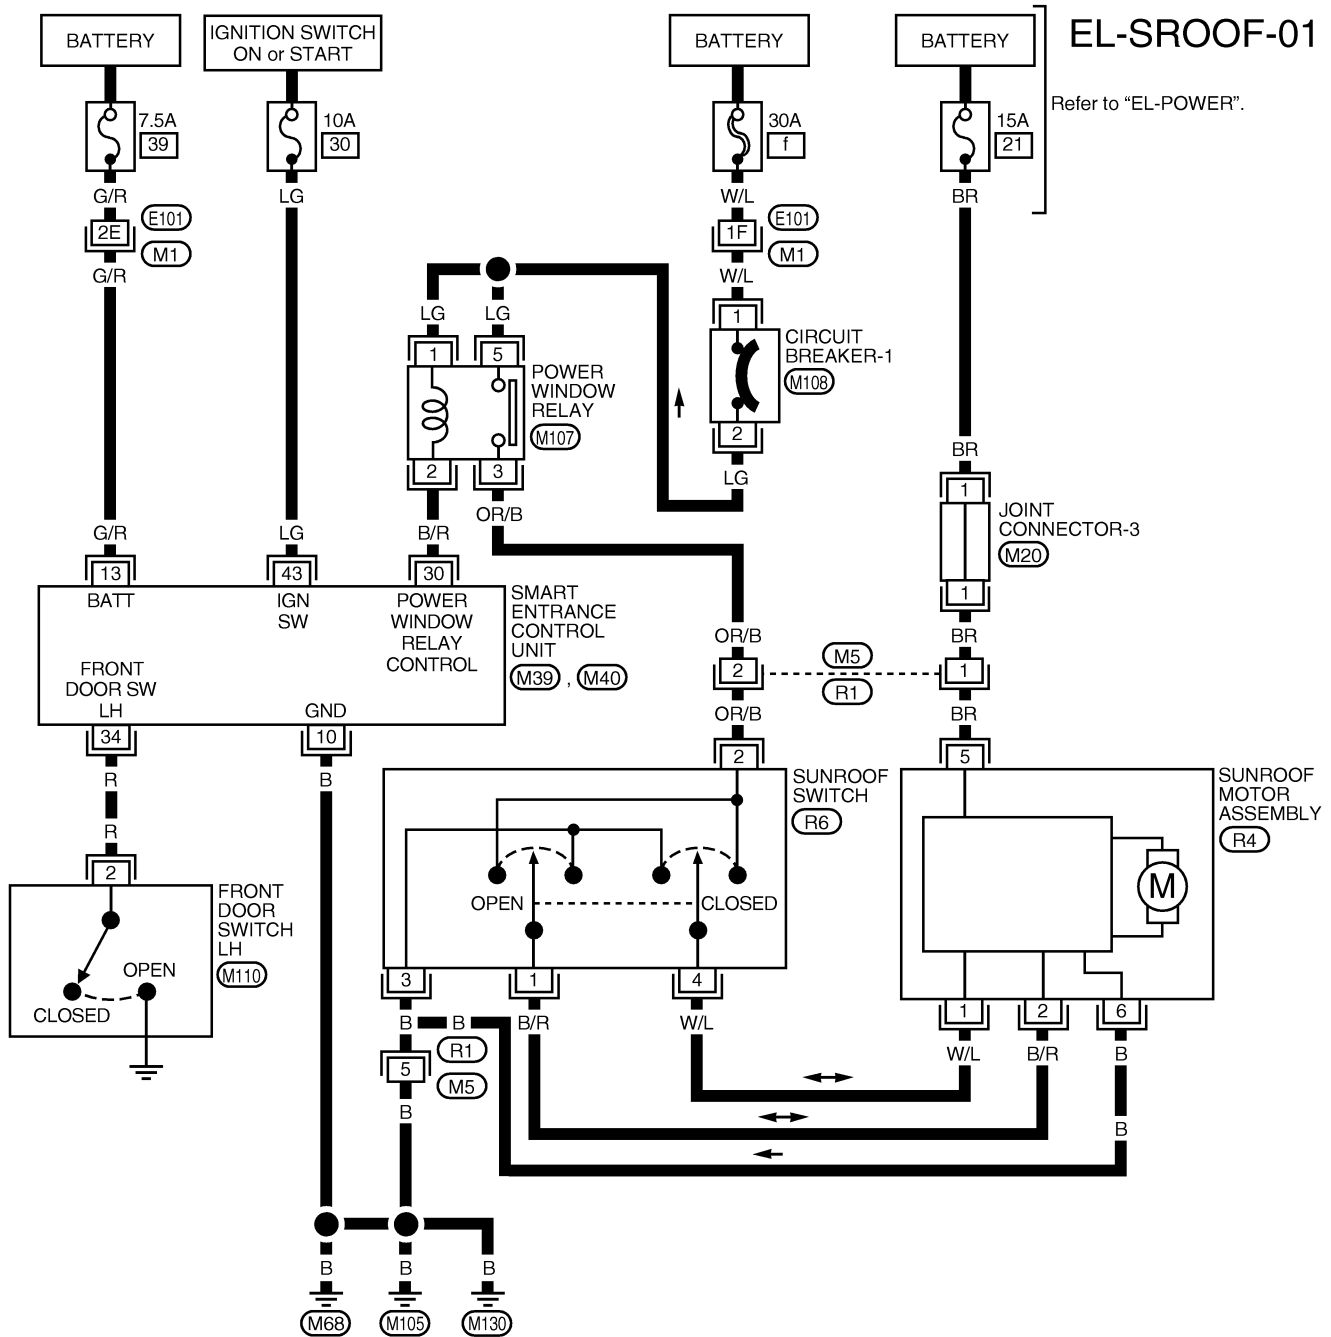 EL-SROOF-01
BATTERY
IGNITION SWITCH
ON or START
BATTERY
BATTERY
Refer to “EL-POWER”.
7.5A
39
10A
30
30A
f
15A
21
G/R
LG
W/L
BR
2E
E101
M1
1F
E101
M1
G/R
W/L
LG
LG
1
CIRCUIT
BREAKER-1
M108
2
LG
1
5
POWER
WINDOW
RELAY
M107
2
3
B/R
OR/B
BR
1
JOINT
CONNECTOR-3
M20
1
G/R
LG
13
43
30
BATT
IGN
SW
POWER
WINDOW
RELAY
CONTROL
SMART
ENTRANCE
CONTROL
UNIT
M39 , M40
FRONT
DOOR SW
LH
GND
34
10
OR/B
BR
2
M5
R1
1
OR/B
BR
2
5
R
B
R
2
FRONT
DOOR
SWITCH
LH
M110
OPEN
CLOSED
SUNROOF
SWITCH
R6
OPEN
CLOSED
3
1
4
SUNROOF
MOTOR
ASSEMBLY
R4
M
1
2
6
B
B
B/R
W/L
W/L
B/R
B
R1
5
M5
B
B
B
B
B
M68
M105
M130